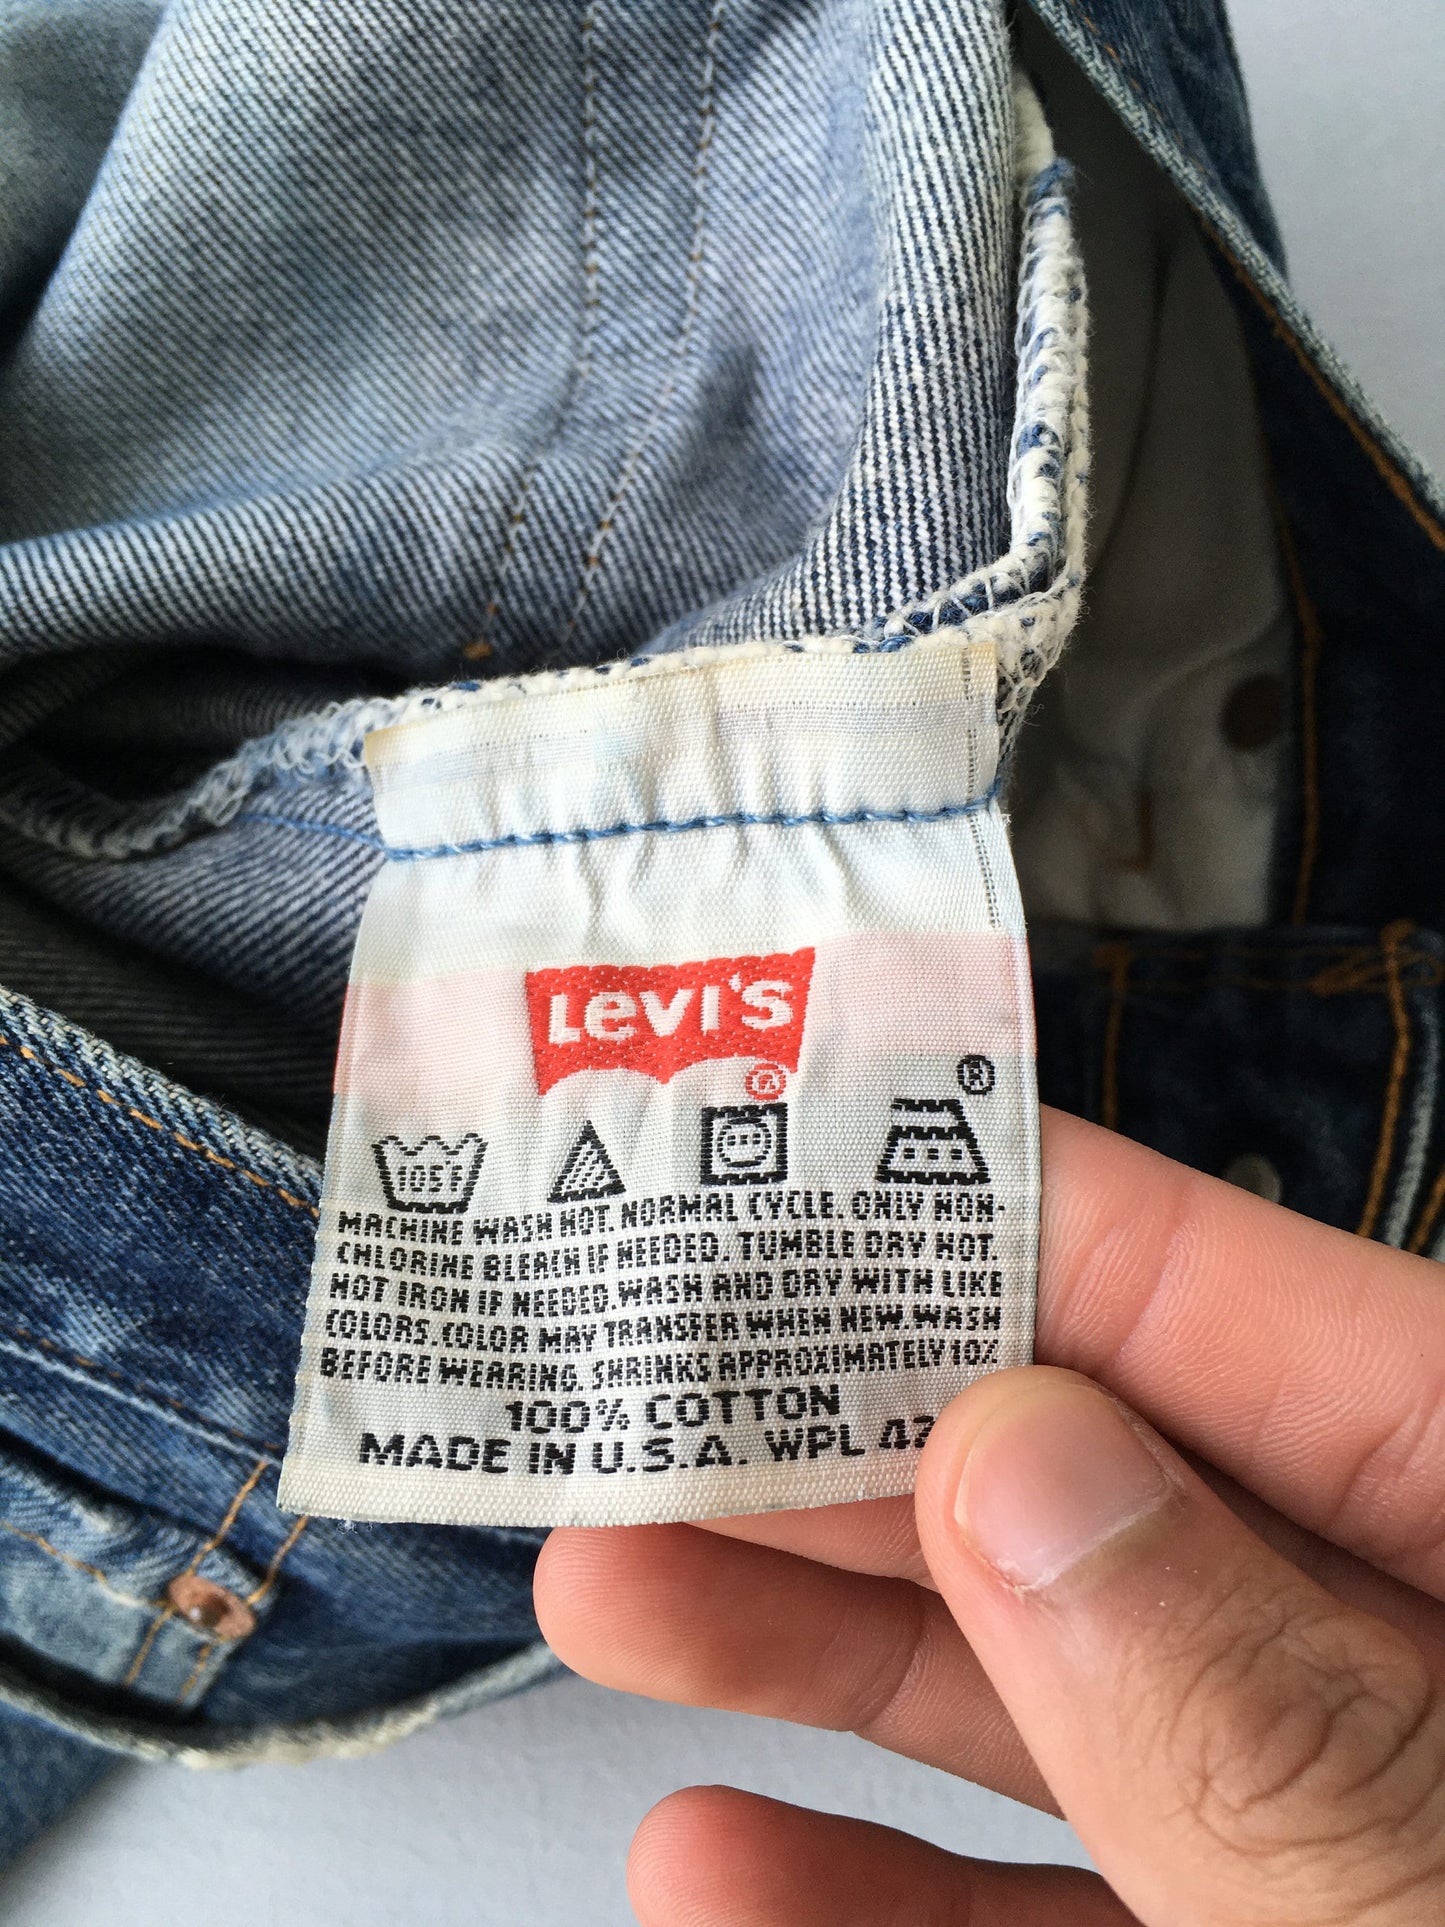 Levi's
®
®
105F
MACHINE WASH HOT. NORMAL CYCLE. ONLY NON-
CHLORINE BLEACH IF NEEDED. TUMBLE DRY HOT.
HOT IRON IF NEEDED. WASH AND DRY WITH LIKE
COLORS. COLOR MAY TRANSFER WHEN NEW. WASH
BEFORE WEARING. SHRINKS APPROXIMATELY 10%
100% COTTON
MADE IN U.S.A. WPL 42